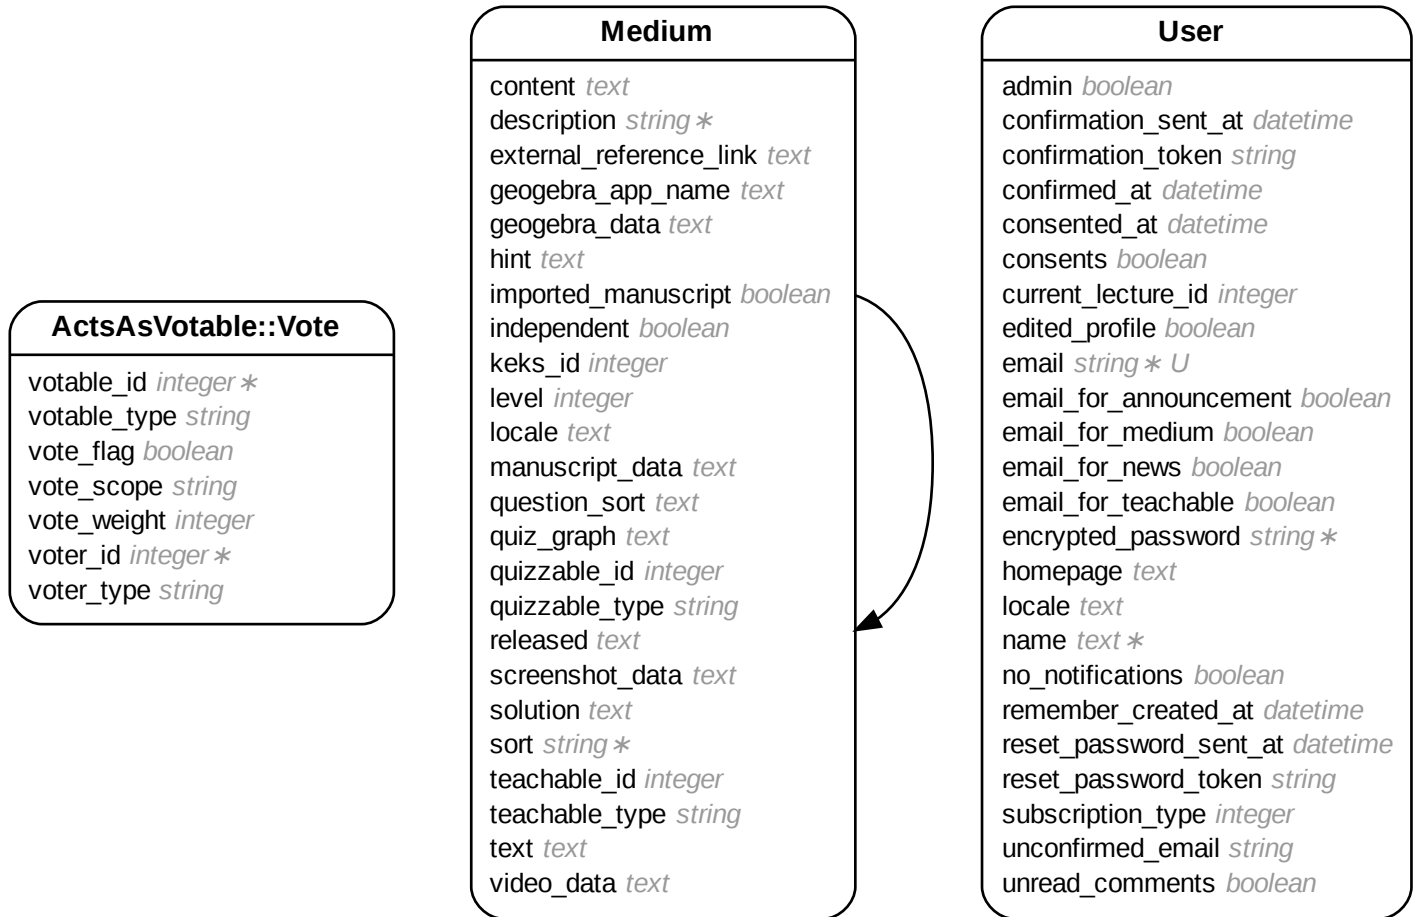 ActsAsVotable::Vote
votable_id integer ∗
votable_type string
vote_flag boolean
vote_scope string
vote_weight integer
voter_id integer ∗
voter_type string
Medium
content text
description string ∗
external_reference_link text
geogebra_app_name text
geogebra_data text
hint text
imported_manuscript boolean
independent boolean
keks_id integer
level integer
locale text
manuscript_data text
question_sort text
quiz_graph text
quizzable_id integer
quizzable_type string
released text
screenshot_data text
solution text
sort string ∗
teachable_id integer
teachable_type string
text text
video_data text
User
admin boolean
confirmation_sent_at datetime
confirmation_token string
confirmed_at datetime
consented_at datetime
consents boolean
current_lecture_id integer
edited_profile boolean
email string ∗ U
email_for_announcement boolean
email_for_medium boolean
email_for_news boolean
email_for_teachable boolean
encrypted_password string ∗
homepage text
locale text
name text ∗
no_notifications boolean
remember_created_at datetime
reset_password_sent_at datetime
reset_password_token string
subscription_type integer
unconfirmed_email string
unread_comments boolean